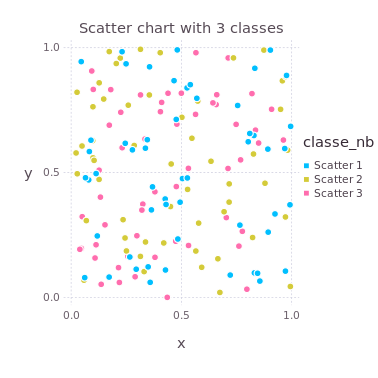 Scatter chart with 3 classes
1.0
0.5
0.0
y
0.0
0.5
1.0
x
classe_nb
Scatter 1
Scatter 2
Scatter 3